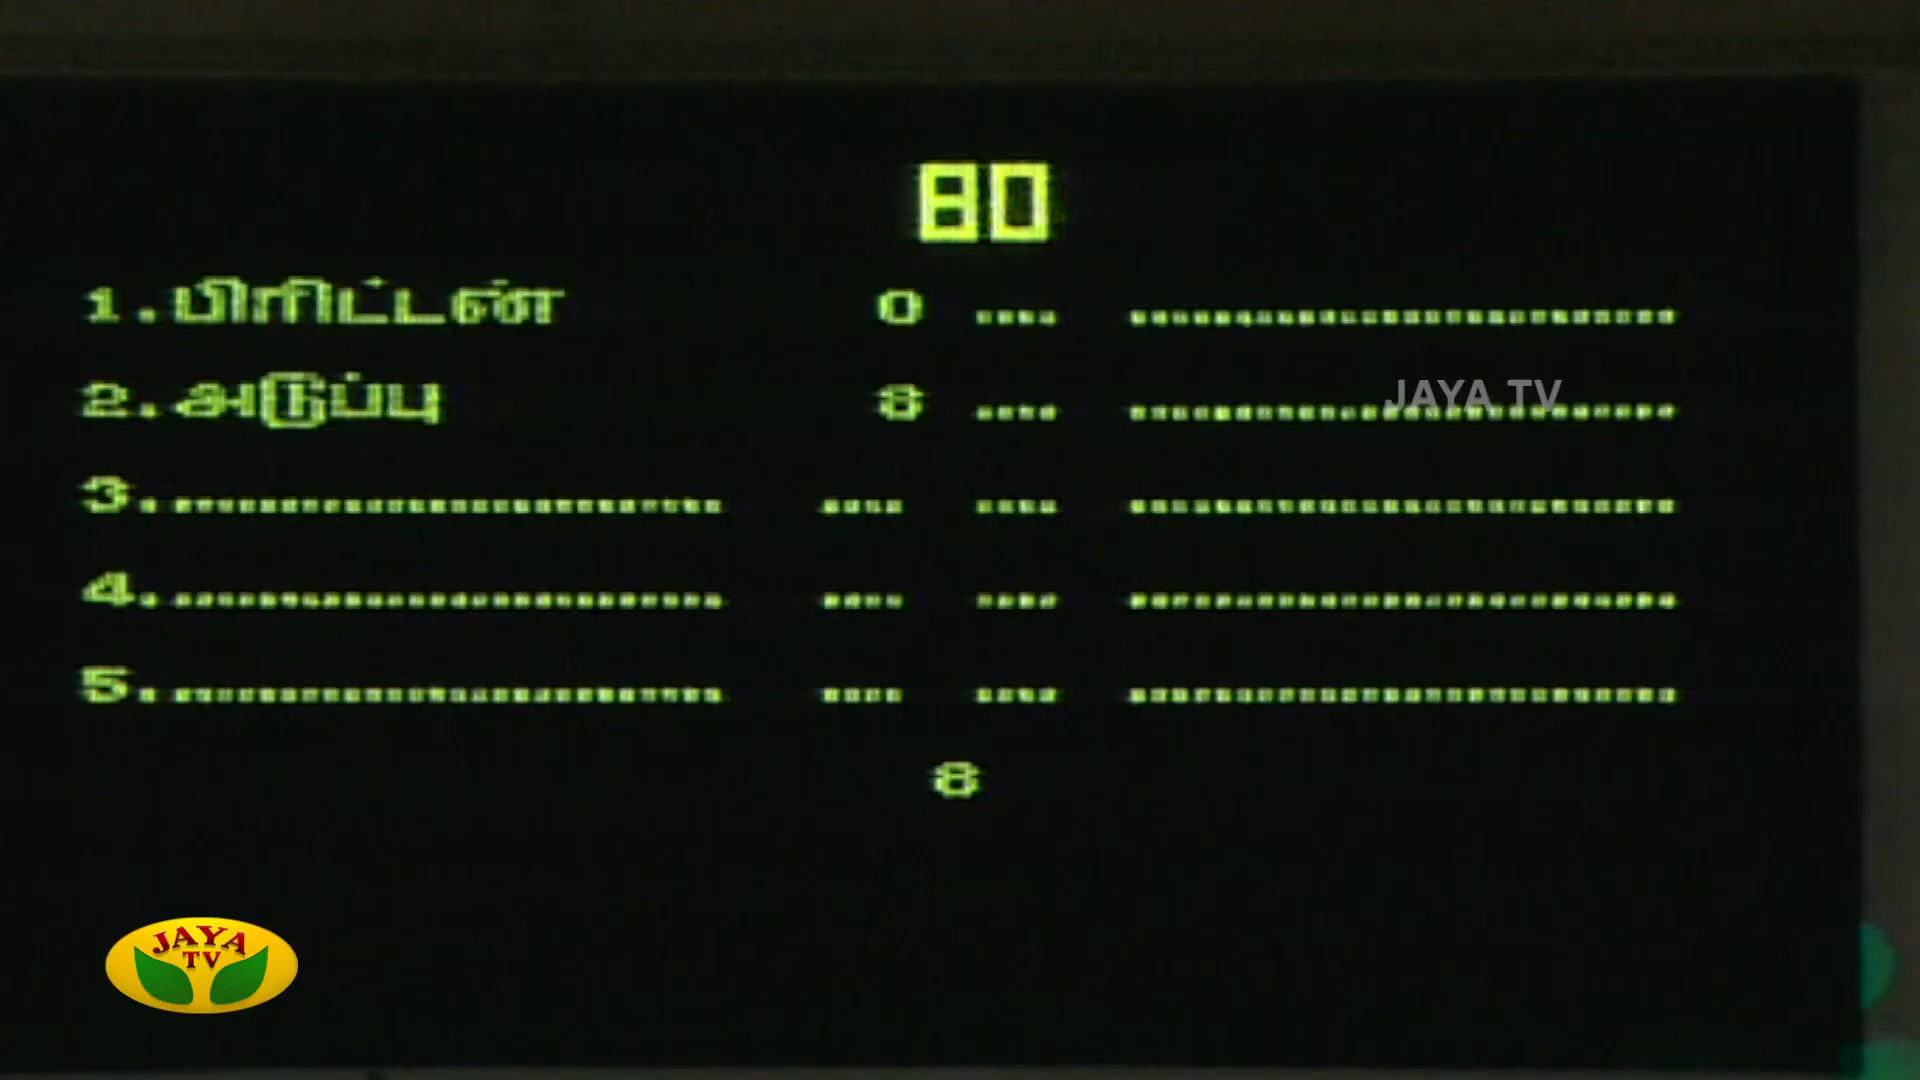 80
1.பிரிட்டன் 0 .... ..........................
2.அடுப்பு 8 .... ..........................
JAYA TV
3........................... .... .... ..........................
4........................... .... .... ..........................
5........................... .... .... ..........................
8
JAYA
TV